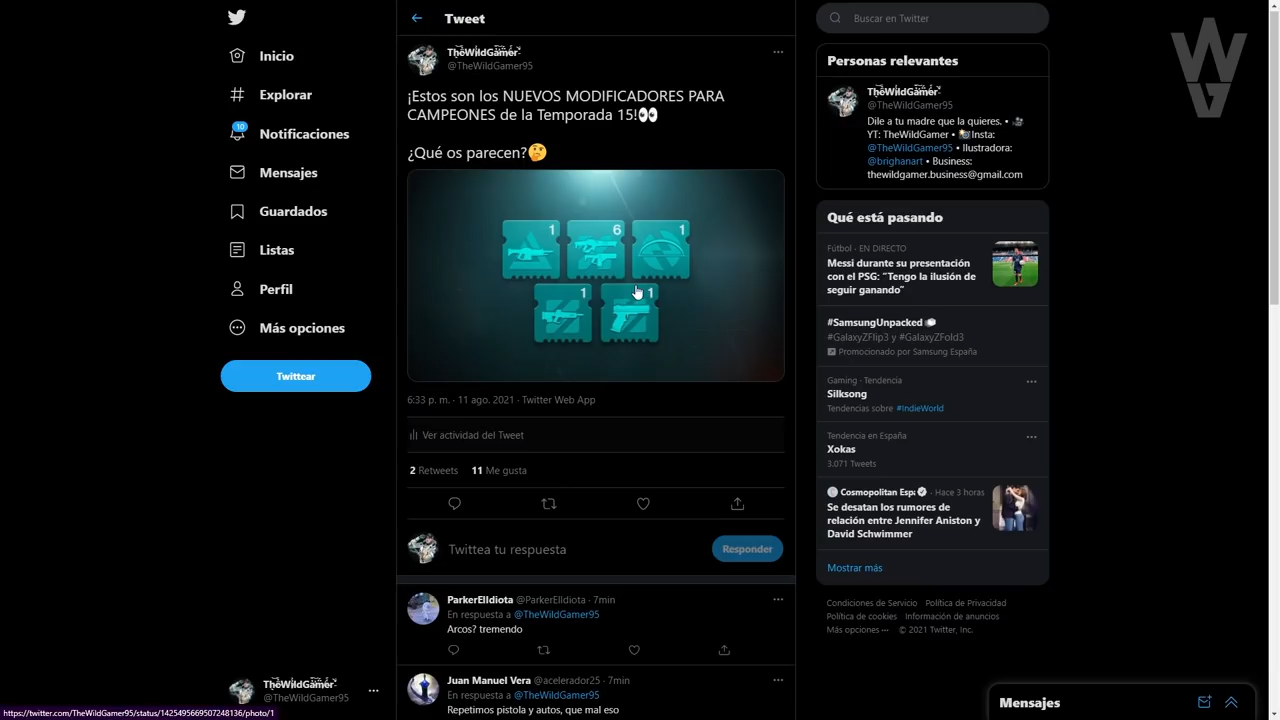 Inicio
Explorar
10
Notificaciones
Mensajes
Guardados
Listas
Perfil
Más opciones
Twittear
TheWildGamer
@TheWildGamer95
Tweet
TheWildGamer
@TheWildGamer95
¡Estos son los NUEVOS MODIFICADORES PARA
CAMPEONES de la Temporada 15!👀
¿Qué os parecen?🤔
1 6 1
1 1
6:33 p. m. · 11 ago. 2021 · Twitter Web App
Ver actividad del Tweet
2 Retweets 11 Me gusta
Twittea tu respuesta
Responder
ParkerElIdiota @ParkerElIdiota · 7min
En respuesta a @TheWildGamer95
Arcos? tremendo
Juan Manuel Vera @acelerador25 · 7min
En respuesta a @TheWildGamer95
Repetimos pistola y autos, que mal eso
Buscar en Twitter
Personas relevantes
TheWildGamer
@TheWildGamer95
Dile a tu madre que la quieres. • 🎥
YT: TheWildGamer • 📸Insta:
@TheWildGamer95 • Ilustradora:
@brighanart • Business:
thewildgamer.business@gmail.com
Qué está pasando
Fútbol · EN DIRECTO
Messi durante su presentación
con el PSG: "Tengo la ilusión de
seguir ganando"
#SamsungUnpacked
#GalaxyZFlip3 y #GalaxyZFold3
Promocionado por Samsung España
Gaming · Tendencia
Silksong
Tendencias sobre #IndieWorld
Tendencia en España
Xokas
3.071 Tweets
Cosmopolitan Esp · Hace 3 horas
Se desatan los rumores de
relación entre Jennifer Aniston y
David Schwimmer
Mostrar más
Condiciones de Servicio Política de Privacidad
Política de cookies Información de anuncios
Más opciones ··· © 2021 Twitter, Inc.
Mensajes
https://twitter.com/TheWildGamer95/status/1425495669507248136/photo/1